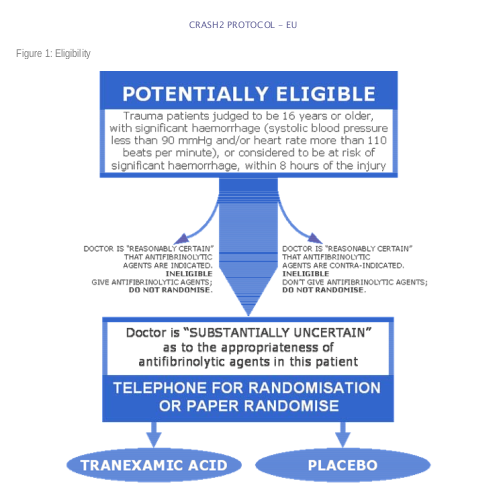 CRASH2 PROTOCOL – EU
Figure 1: Eligibility
POTENTIALLY ELIGIBLE
Trauma patients judged to be 16 years or older,
with significant haemorrhage (systolic blood pressure
less than 90 mmHg and/or heart rate more than 110
beats per minute), or considered to be at risk of
significant haemorrhage, within 8 hours of the injury
DOCTOR IS "REASONABLY CERTAIN"
THAT ANTIFIBRINOLYTIC
AGENTS ARE INDICATED.
INELIGIBLE
GIVE ANTIFIBRINOLYTIC AGENTS;
DO NOT RANDOMISE.
DOCTOR IS "REASONABLY CERTAIN"
THAT ANTIFIBRINOLYTIC
AGENTS ARE CONTRA-INDICATED.
INELIGIBLE
DON'T GIVE ANTIFIBRINOLYTIC AGENTS;
DO NOT RANDOMISE.
Doctor is “SUBSTANTIALLY UNCERTAIN”
as to the appropriateness of
antifibrinolytic agents in this patient
TELEPHONE FOR RANDOMISATION
OR PAPER RANDOMISE
TRANEXAMIC ACID
PLACEBO